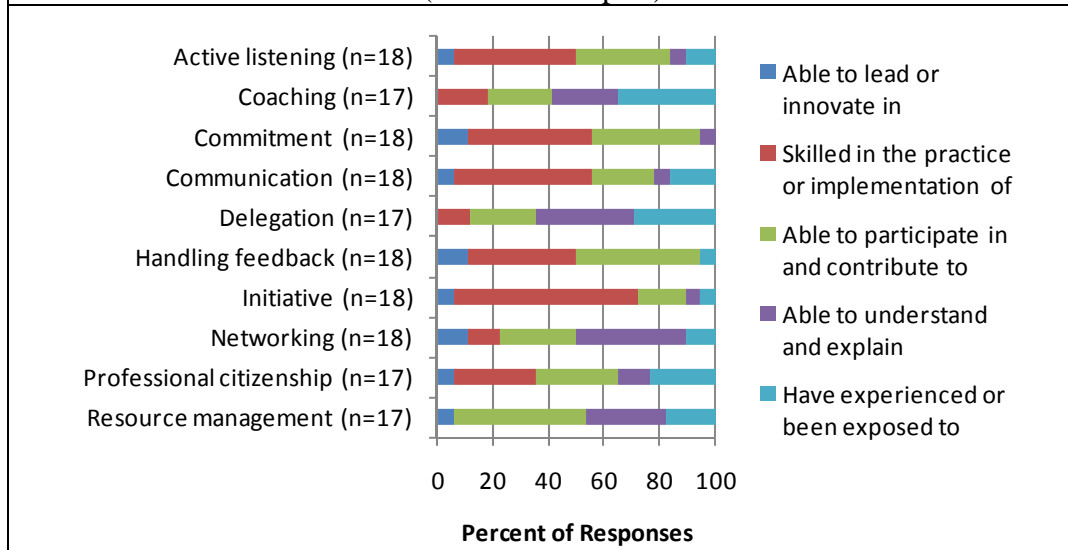 Active listening (n=18)
Coaching (n=17)
Commitment (n=18)
Communication (n=18)
Delegation (n=17)
Handling feedback (n=18)
Initiative (n=18)
Networking (n=18)
Professional citizenship (n=17)
Resource management (n=17)
0 20 40 60 80 100
Percent of Responses
Able to lead or
innovate in
Skilled in the practice
or implementation of
Able to participate in
and contribute to
Able to understand
and explain
Have experienced or
been exposed to